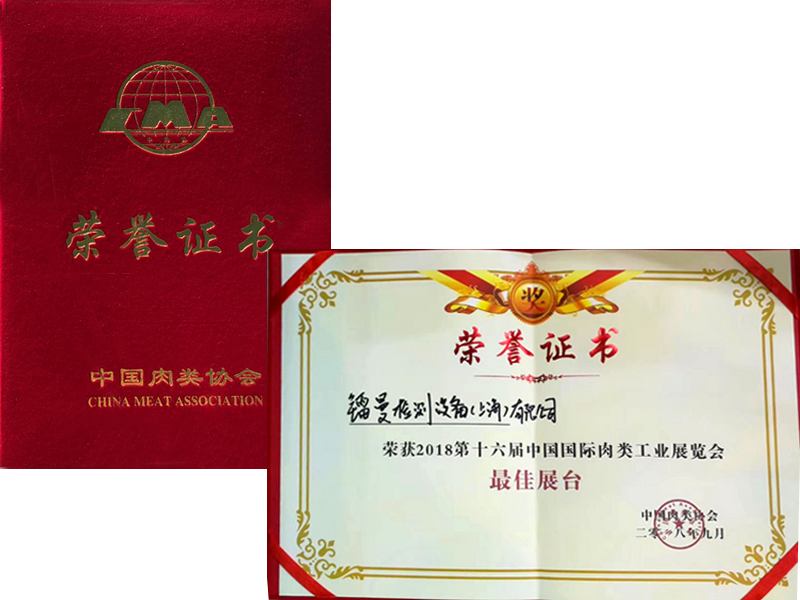 CMA
荣誉证书
中国肉类协会
CHINA MEAT ASSOCIATION
奖
荣誉证书
镭曼检测设备(上海)有限公司
荣获2018第十六届中国国际肉类工业展览会
最佳展台
中国肉类协会
二零一八年九月